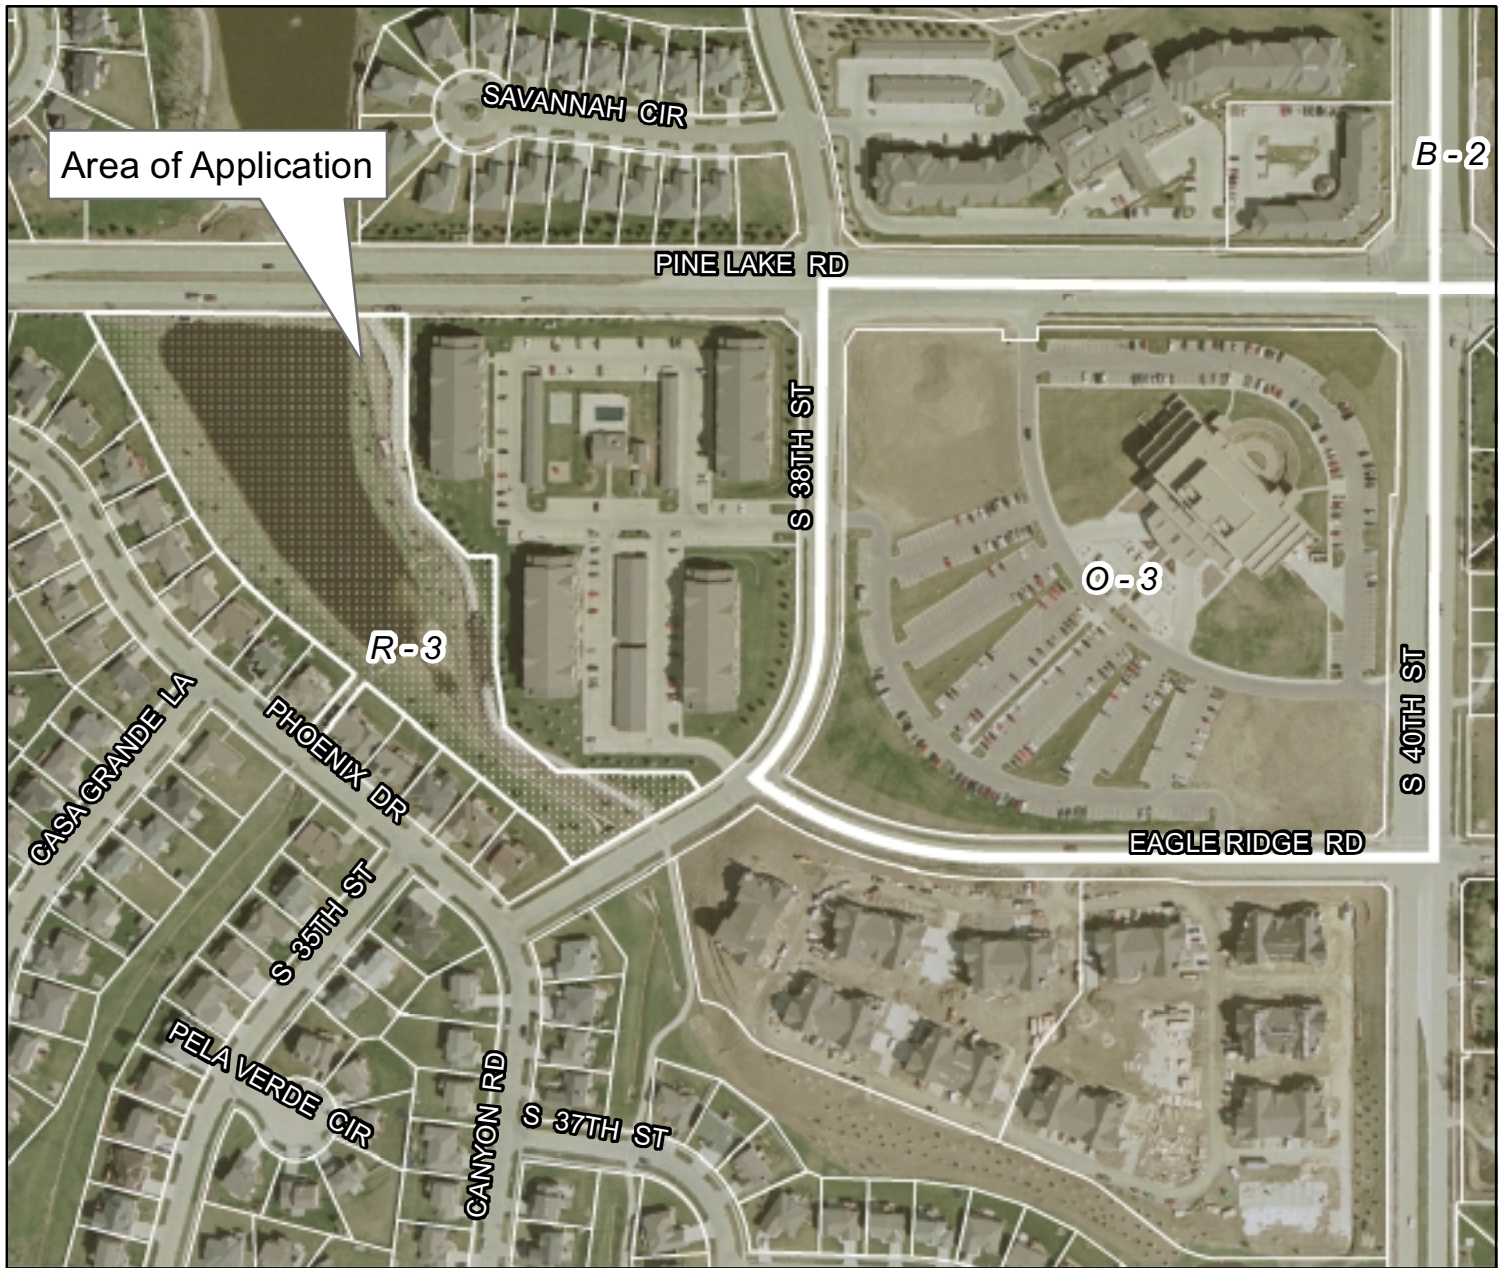 SAVANNAH CIR
B - 2
Area of Application
PINE LAKE RD
S 38TH ST
O - 3
R - 3
S 40TH ST
CASA GRANDE LA
PHOENIX DR
EAGLE RIDGE RD
S 35TH ST
PELA VERDE CIR
CANYON RD
S 37TH ST